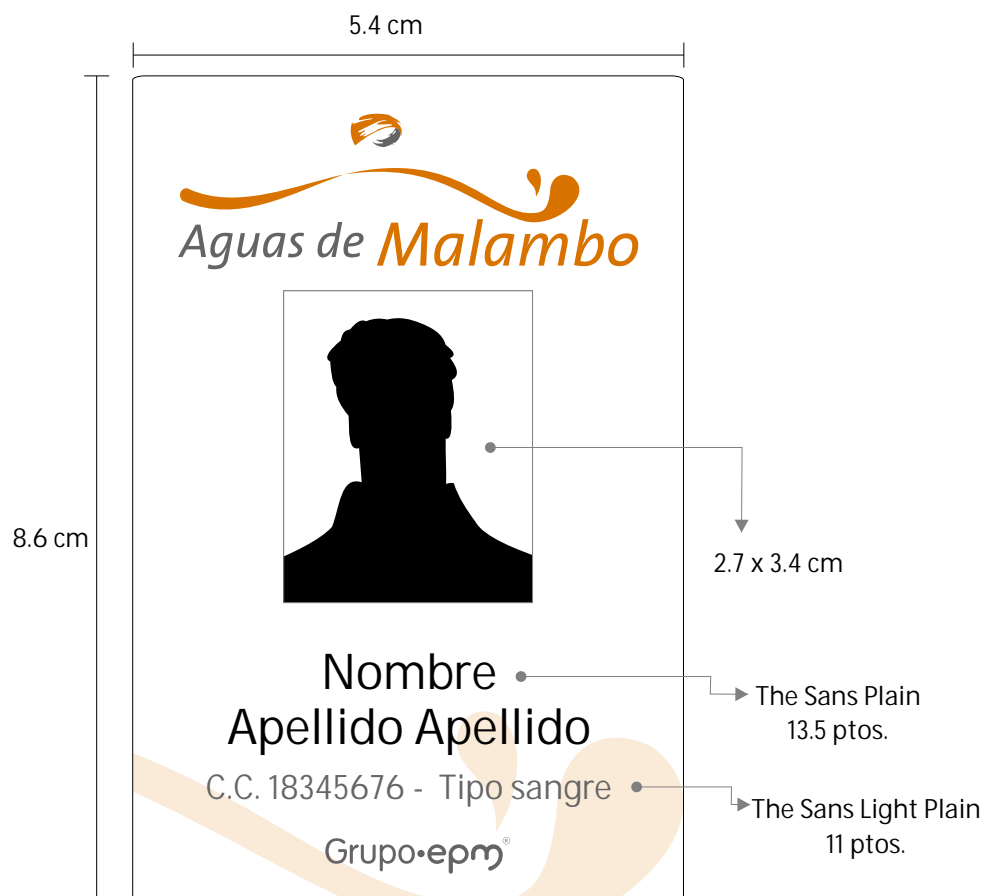 5.4 cm
Aguas de Malambo
8.6 cm
2.7 x 3.4 cm
Nombre
Apellido Apellido
The Sans Plain
13.5 ptos.
C.C. 18345676 - Tipo sangre
The Sans Light Plain
11 ptos.
Grupo•epm®